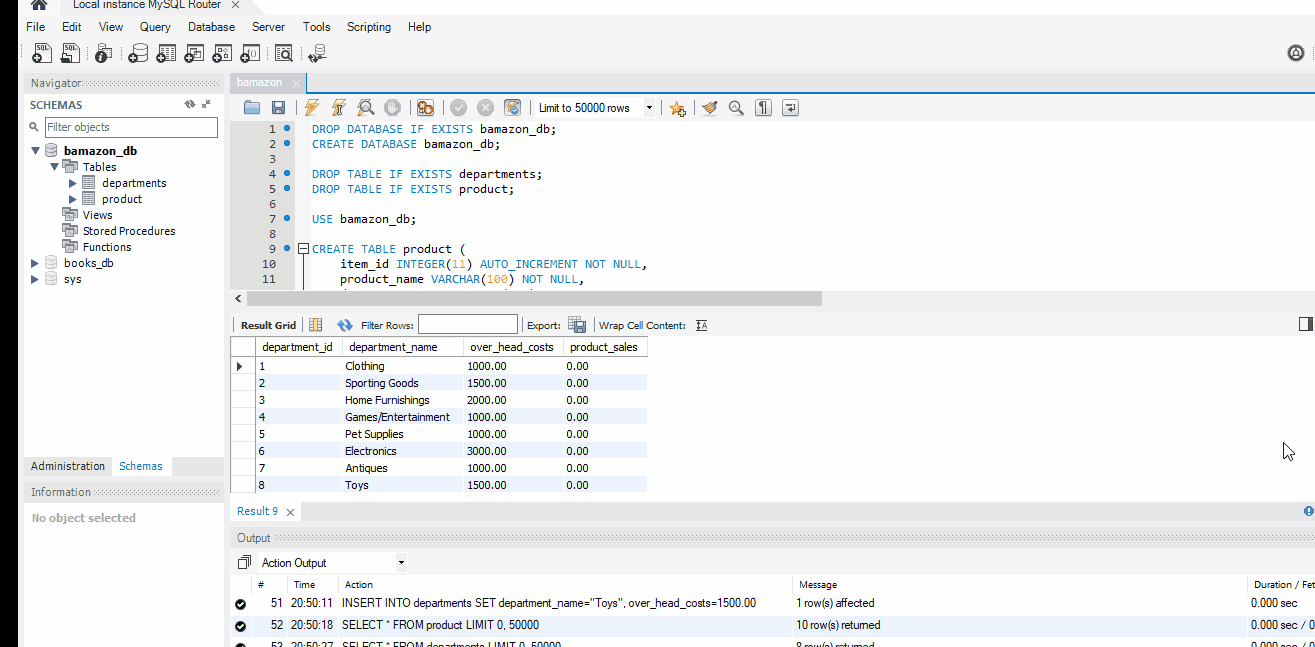 Local instance MySQL Router ×
File Edit View Query Database Server Tools Scripting Help
Navigator
SCHEMAS
Filter objects
bamazon_db
Tables
departments
product
Views
Stored Procedures
Functions
books_db
sys
Administration Schemas
Information
No object selected
bamazon ×
Limit to 50000 rows
1 DROP DATABASE IF EXISTS bamazon_db;
2 CREATE DATABASE bamazon_db;
3
4 DROP TABLE IF EXISTS departments;
5 DROP TABLE IF EXISTS product;
6
7 USE bamazon_db;
8
9 CREATE TABLE product (
10 item_id INTEGER(11) AUTO_INCREMENT NOT NULL,
11 product_name VARCHAR(100) NOT NULL,
Result Grid Filter Rows: Export: Wrap Cell Content:
department_id department_name over_head_costs product_sales
1 Clothing 1000.00 0.00
2 Sporting Goods 1500.00 0.00
3 Home Furnishings 2000.00 0.00
4 Games/Entertainment 1000.00 0.00
5 Pet Supplies 1000.00 0.00
6 Electronics 3000.00 0.00
7 Antiques 1000.00 0.00
8 Toys 1500.00 0.00
Result 9 ×
Output
Action Output
# Time Action Message Duration / Fet
51 20:50:11 INSERT INTO departments SET department_name="Toys", over_head_costs=1500.00 1 row(s) affected 0.000 sec
52 20:50:18 SELECT * FROM product LIMIT 0, 50000 10 row(s) returned 0.000 sec / 0
53 20:50:27 SELECT * FROM departments LIMIT 0, 50000 8 row(s) returned 0.000 sec / 0